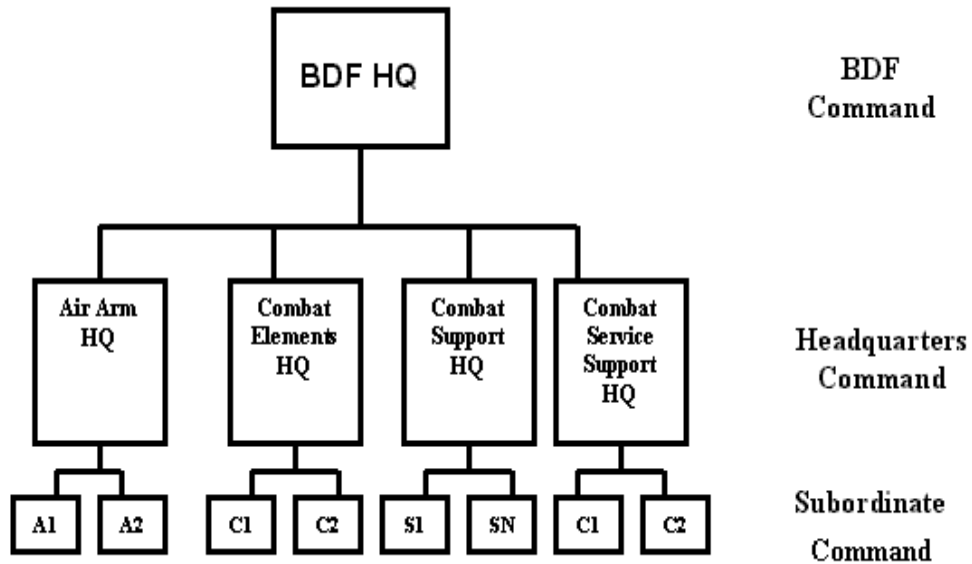 BDF HQ
BDF
Command
Air Arm
HQ
Combat
Elements
HQ
Combat
Support
HQ
Combat
Service
Support
HQ
Headquarters
Command
A1
A2
C1
C2
S1
SN
C1
C2
Subordinate
Command